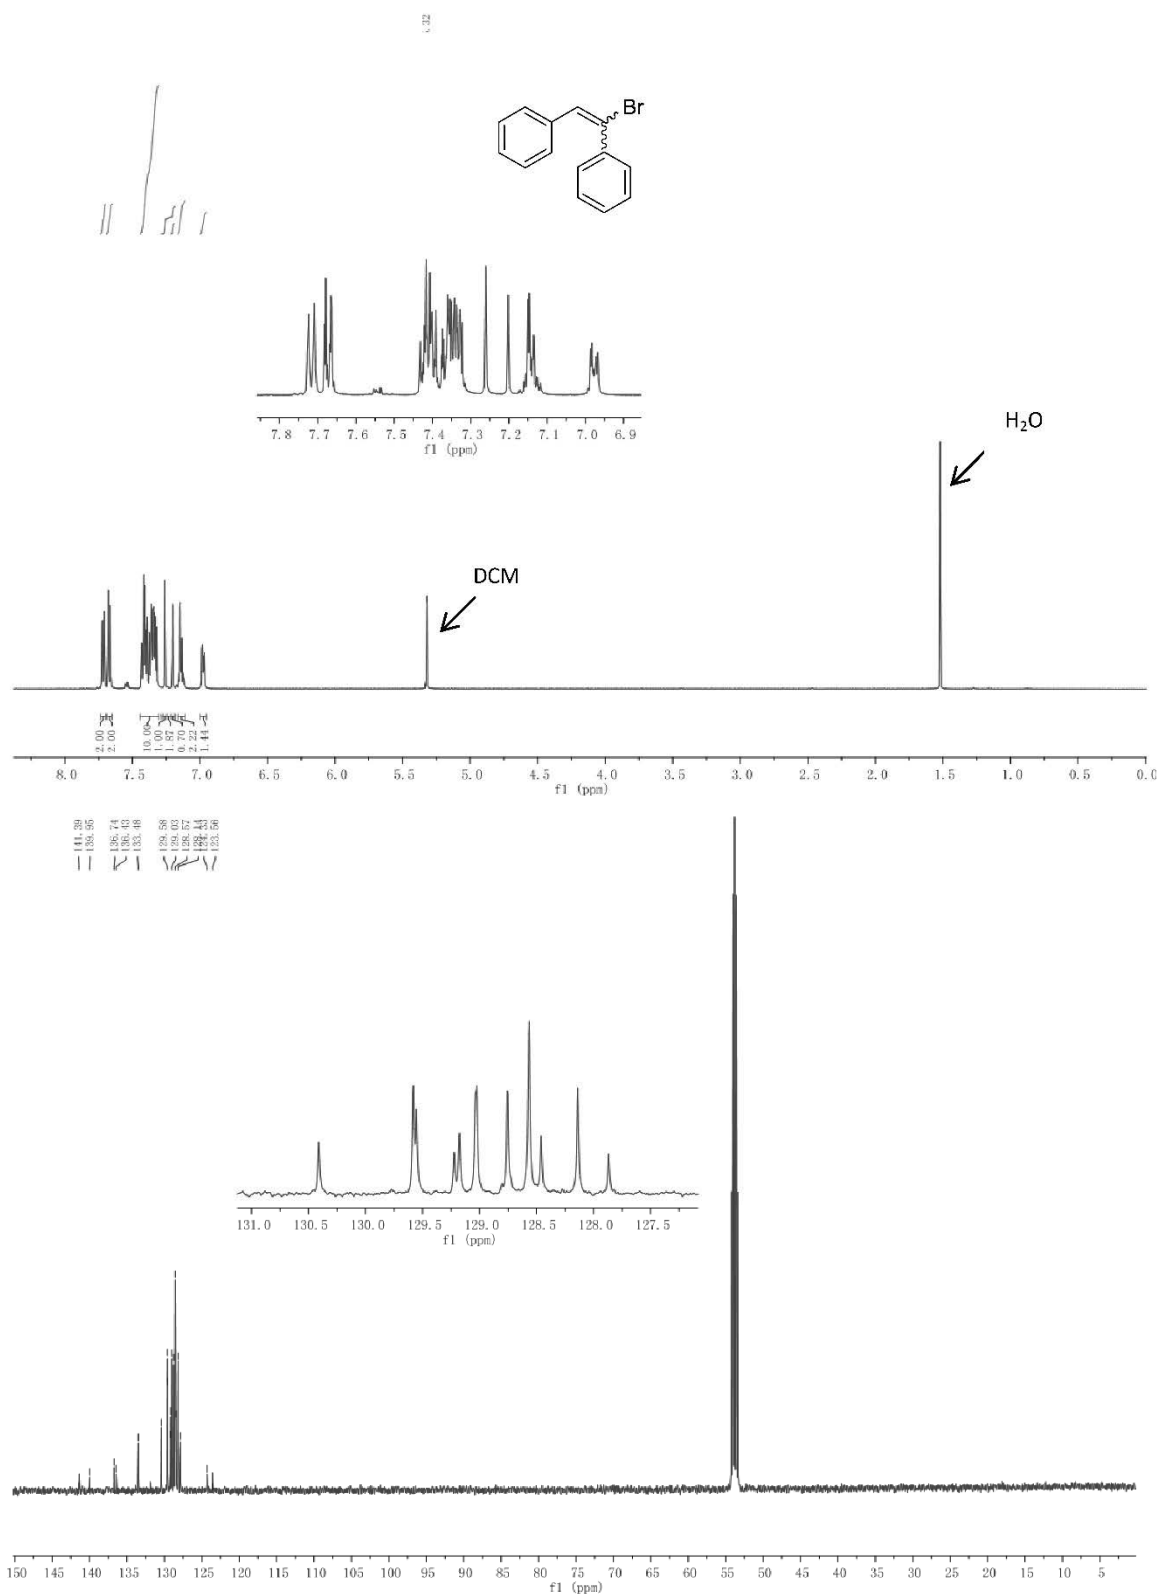 Br
7.8 7.7 7.6 7.5 7.4 7.3 7.2 7.1 7.0 6.9
f1 (ppm)
H₂O
DCM
2.00 2.00 10.00 1.00 1.87 0.70 2.22 1.44
8.0 7.5 7.0 6.5 6.0 5.5 5.0 4.5 4.0 3.5 3.0 2.5 2.0 1.5 1.0 0.5 0.0
f1 (ppm)
139.95 136.74 136.43 133.48 129.58 129.03 128.57 123.56
131.0 130.5 130.0 129.5 129.0 128.5 128.0 127.5
f1 (ppm)
150 145 140 135 130 125 120 115 110 105 100 95 90 85 80 75 70 65 60 55 50 45 40 35 30 25 20 15 10 5
f1 (ppm)